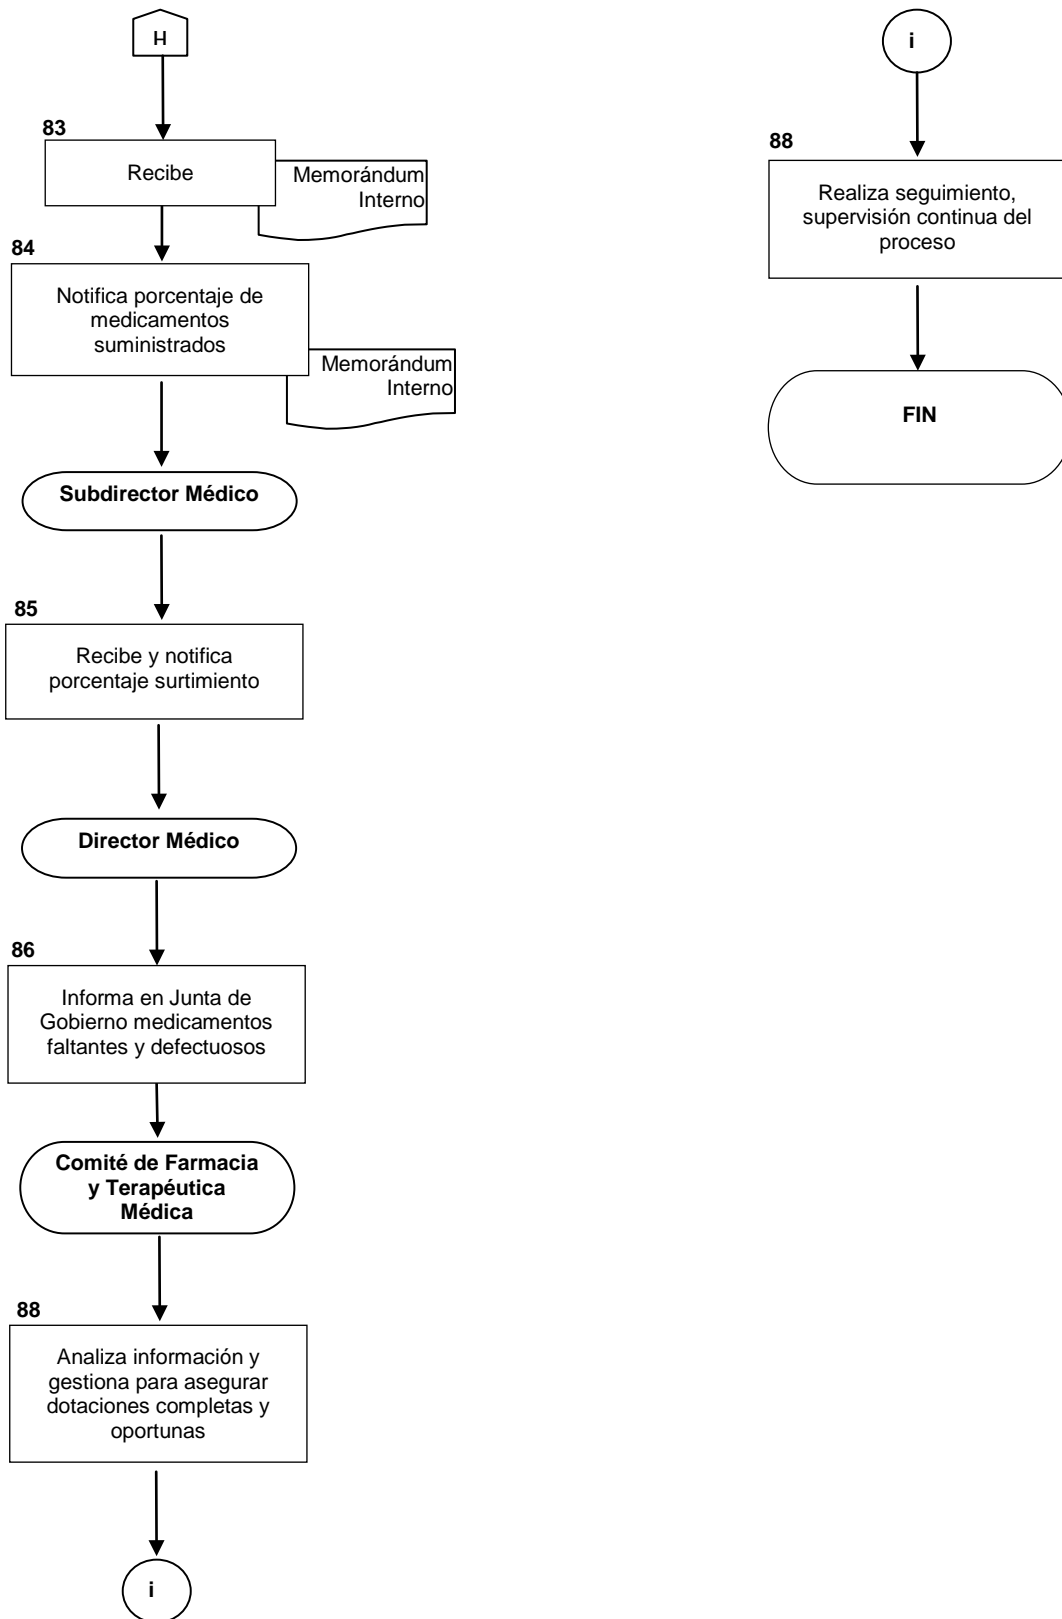 H
83
Recibe
Memorándum
Interno
84
Notifica porcentaje de
medicamentos
suministrados
Memorándum
Interno
Subdirector Médico
85
Recibe y notifica
porcentaje surtimiento
Director Médico
86
Informa en Junta de
Gobierno medicamentos
faltantes y defectuosos
Comité de Farmacia
y Terapéutica
Médica
88
Analiza información y
gestiona para asegurar
dotaciones completas y
oportunas
i
i
88
Realiza seguimiento,
supervisión continua del
proceso
FIN